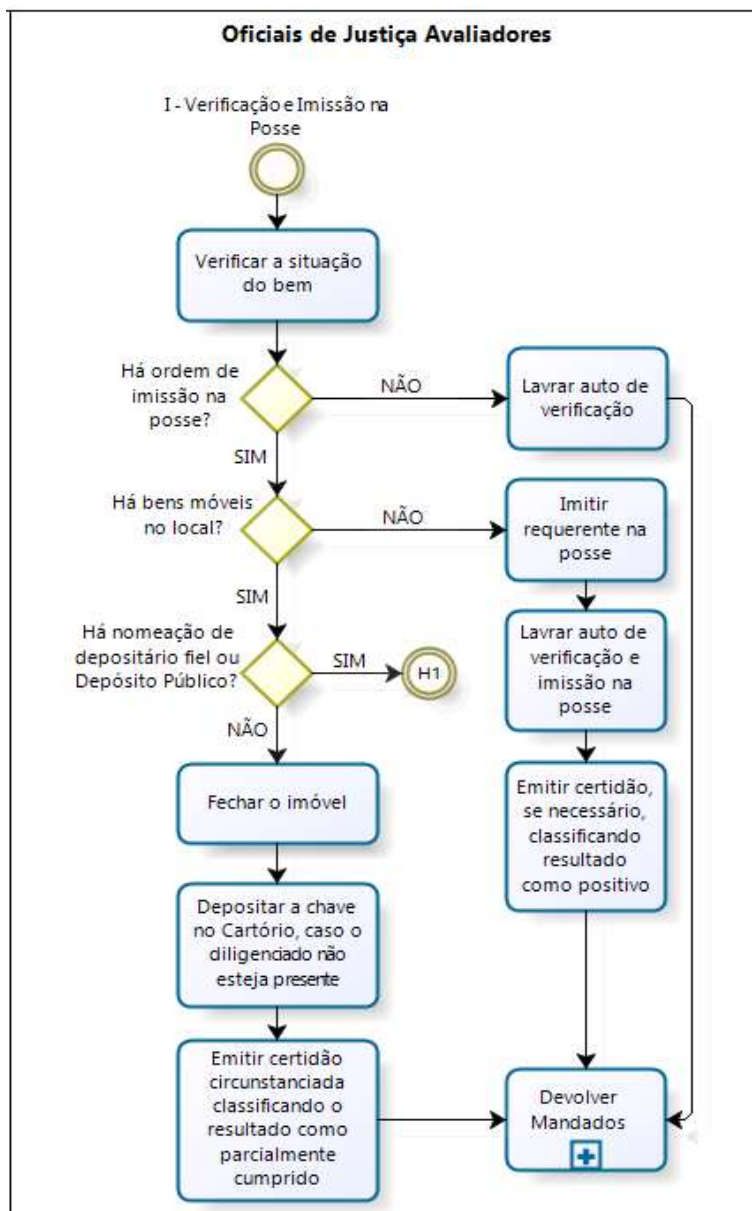 Oficiais de Justiça Avaliadores
I - Verificação e Imissão na
Posse
Verificar a situação
do bem
Há ordem de
imissão na
posse?
NÃO
Lavrar auto de
verificação
SIM
Há bens móveis
no local?
NÃO
Imitir
requerente na
posse
SIM
Há nomeação de
depositário fiel ou
Depósito Público?
SIM
H1
Lavrar auto de
verificação e
imissão na
posse
NÃO
Fechar o imóvel
Emitir certidão,
se necessário,
classificando
resultado
como positivo
Depositar a chave
no Cartório, caso o
diligenciado não
esteja presente
Emitir certidão
circunstanciada
classificando o
resultado como
parcialmente
cumprido
Devolver
Mandados